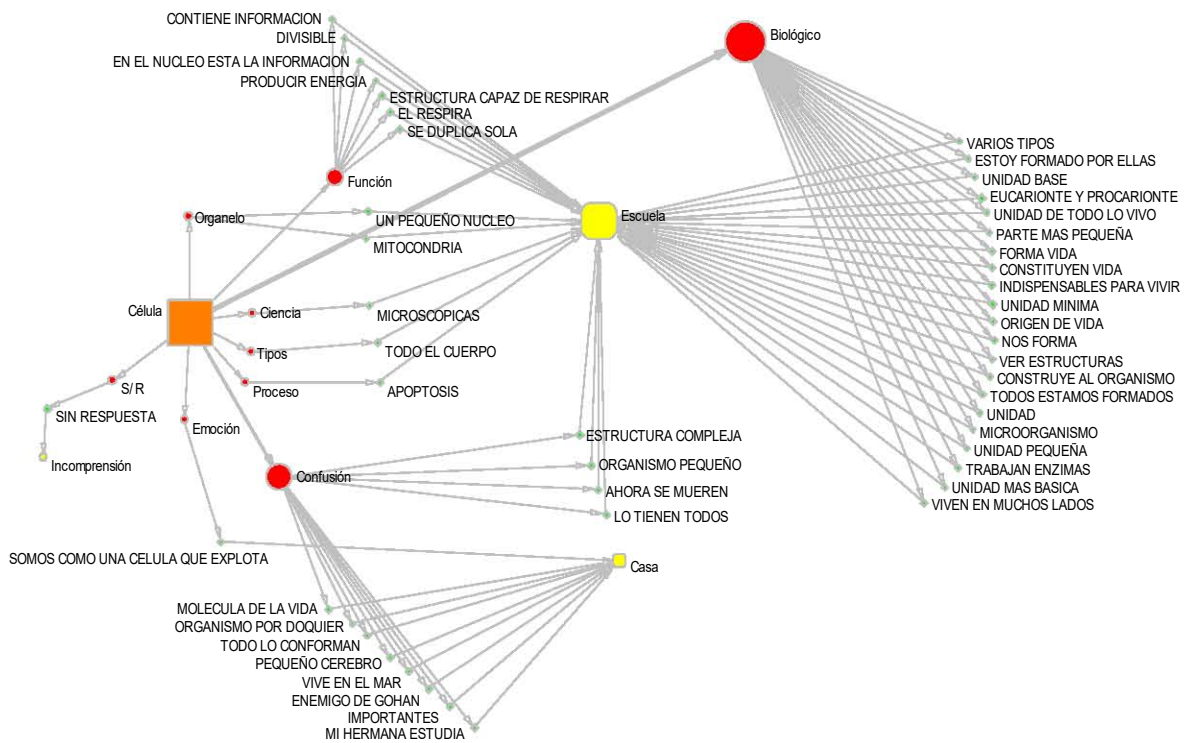 CONTIENE INFORMACION
DIVISIBLE
EN EL NUCLEO ESTA LA INFORMACION
PRODUCIR ENERGIA
ESTRUCTURA CAPAZ DE RESPIRAR
EL RESPIRA
SE DUPLICA SOLA
Función
Biológico
Organelo
UN PEQUEÑO NUCLEO
MITOCONDRIA
Escuela
Célula
Ciencia
MICROSCOPICAS
Tipos
TODO EL CUERPO
Proceso
APOPTOSIS
S/ R
SIN RESPUESTA
Incomprensión
Emoción
Confusión
VARIOS TIPOS
ESTOY FORMADO POR ELLAS
UNIDAD BASE
EUCARIONTE Y PROCARIONTE
UNIDAD DE TODO LO VIVO
PARTE MAS PEQUEÑA
FORMA VIDA
CONSTITUYEN VIDA
INDISPENSABLES PARA VIVIR
UNIDAD MINIMA
ORIGEN DE VIDA
NOS FORMA
VER ESTRUCTURAS
CONSTRUYE AL ORGANISMO
TODOS ESTAMOS FORMADOS
UNIDAD
MICROORGANISMO
UNIDAD PEQUEÑA
TRABAJAN ENZIMAS
UNIDAD MAS BASICA
VIVEN EN MUCHOS LADOS
ESTRUCTURA COMPLEJA
ORGANISMO PEQUEÑO
AHORA SE MUEREN
LO TIENEN TODOS
SOMOS COMO UNA CELULA QUE EXPLOTA
Casa
MOLECULA DE LA VIDA
ORGANISMO POR DOQUIER
TODO LO CONFORMAN
PEQUEÑO CEREBRO
VIVE EN EL MAR
ENEMIGO DE GOHAN
IMPORTANTES
MI HERMANA ESTUDIA